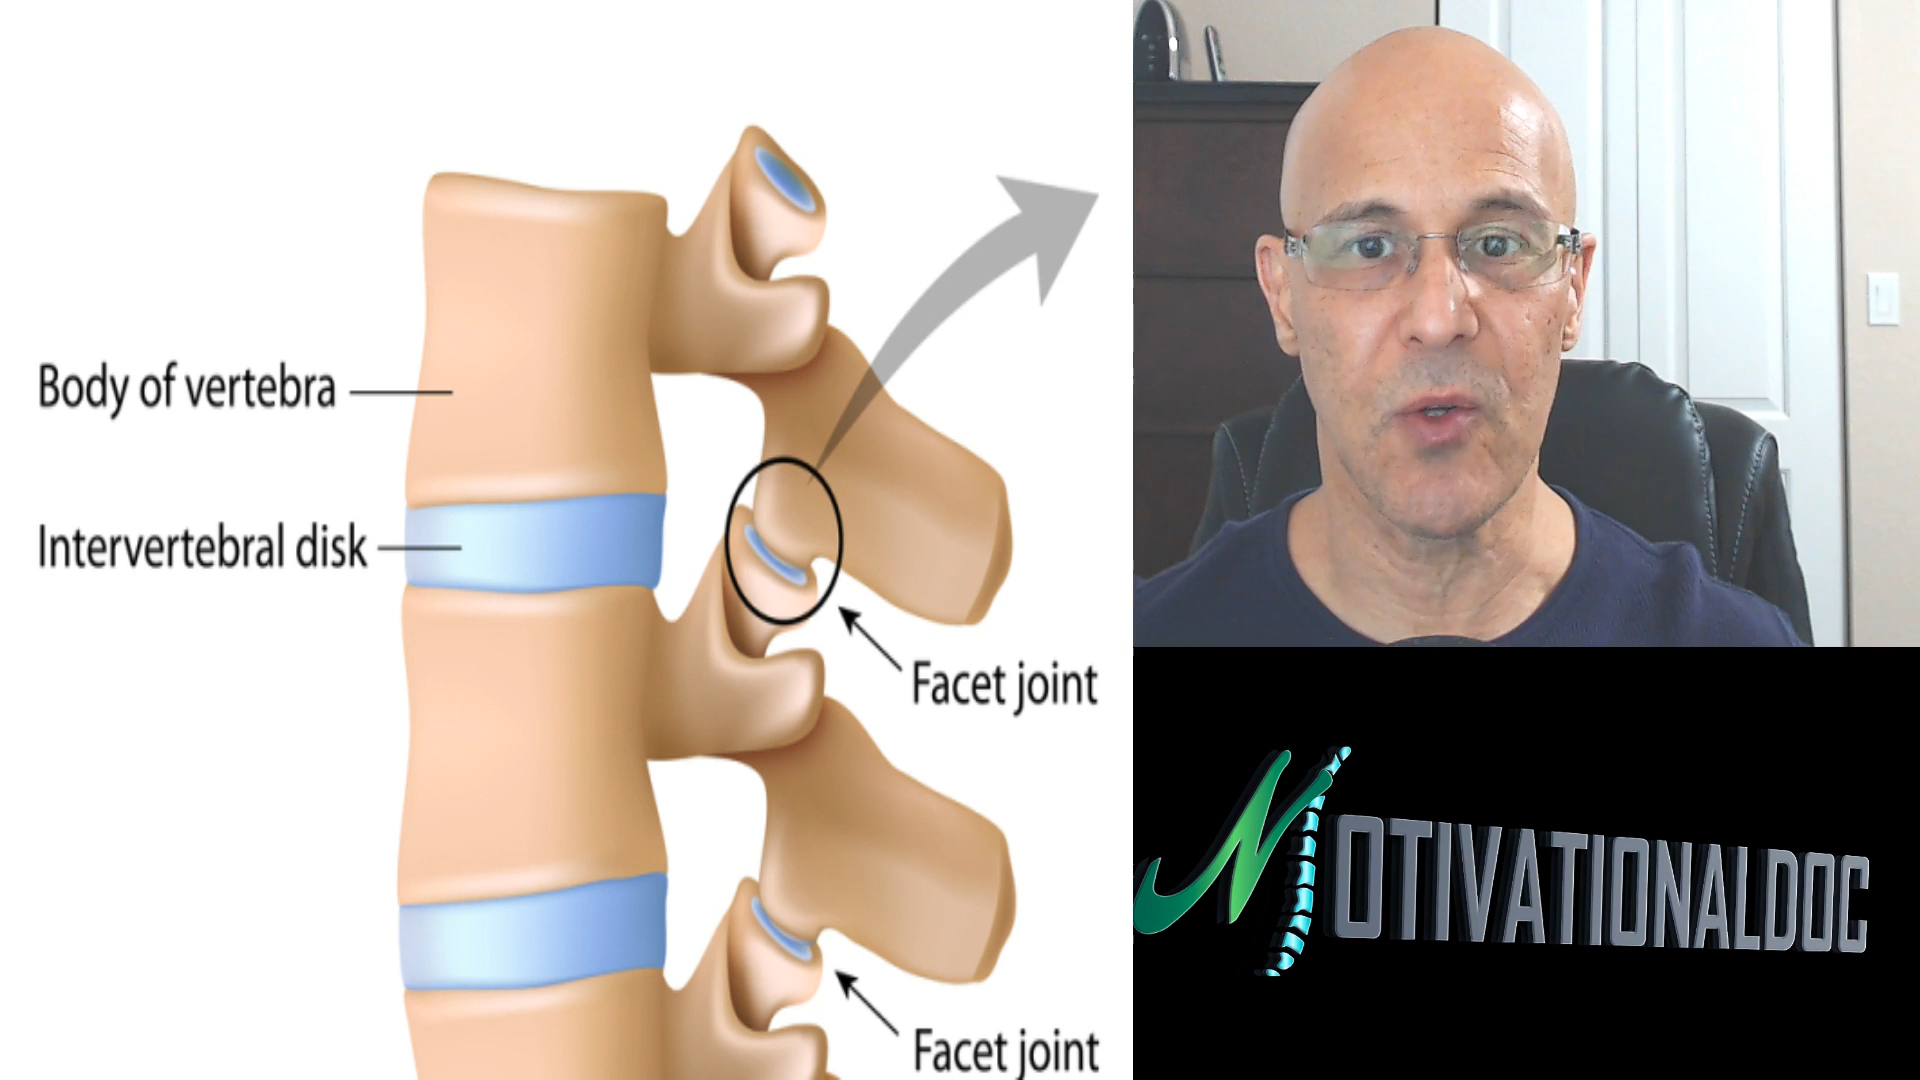 Body of vertebra
Intervertebral disk
Facet joint
Facet joint
MOTIVATIONALDOC